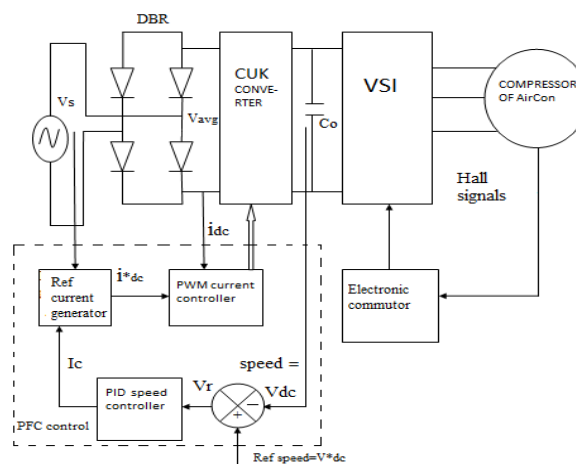 DBR
Vs
Vavg
CUK
CONVE-
RTER
Co
VSI
COMPRESSOR
OF AirCon
Hall
signals
idc
i*dc
Ref
current
generator
PWM current
controller
Electronic
commutor
Ic
speed =
Vdc
Vr
PID speed
controller
−
+
PFC control
Ref speed=V*dc